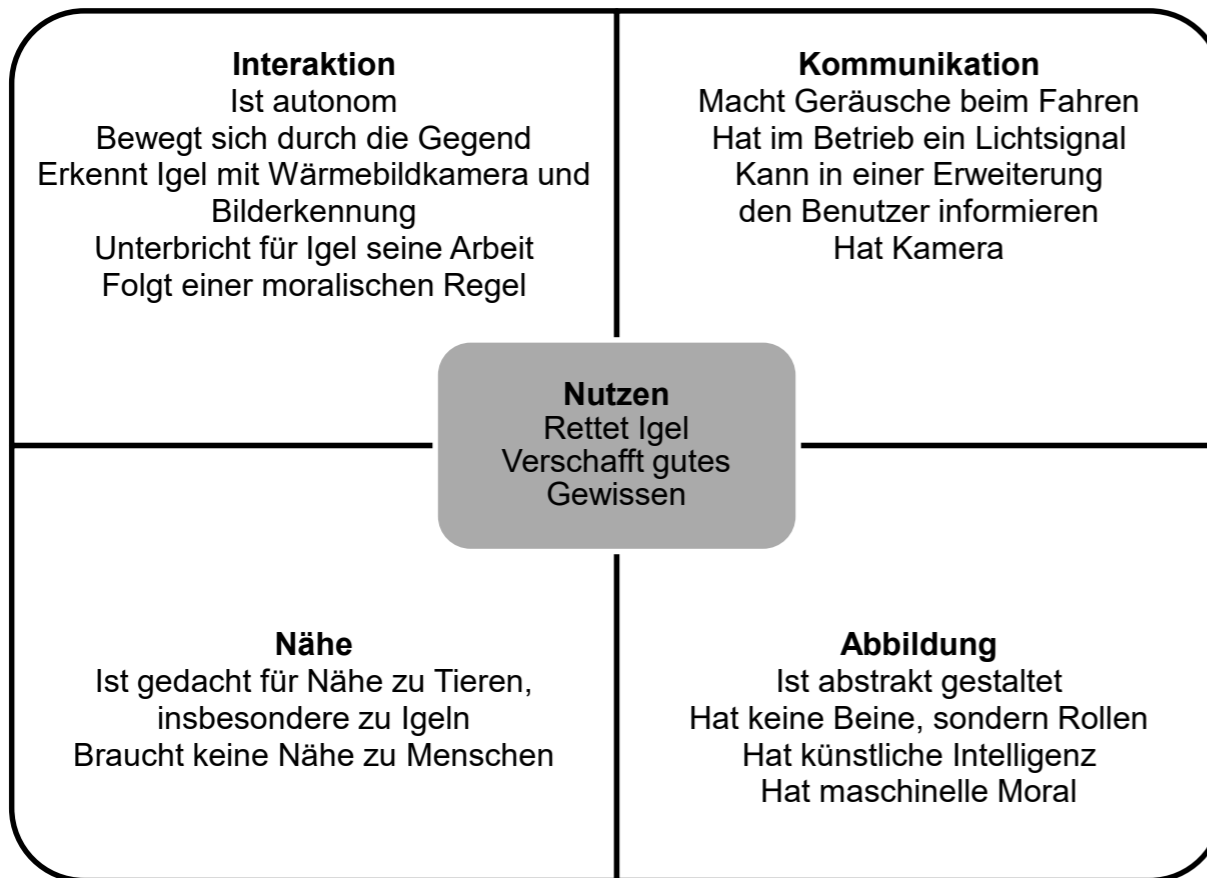 Interaktion
Ist autonom
Bewegt sich durch die Gegend
Erkennt Igel mit Wärmebildkamera und
Bilderkennung
Unterbricht für Igel seine Arbeit
Folgt einer moralischen Regel
Kommunikation
Macht Geräusche beim Fahren
Hat im Betrieb ein Lichtsignal
Kann in einer Erweiterung
den Benutzer informieren
Hat Kamera
Nutzen
Rettet Igel
Verschafft gutes
Gewissen
Nähe
Ist gedacht für Nähe zu Tieren,
insbesondere zu Igeln
Braucht keine Nähe zu Menschen
Abbildung
Ist abstrakt gestaltet
Hat keine Beine, sondern Rollen
Hat künstliche Intelligenz
Hat maschinelle Moral